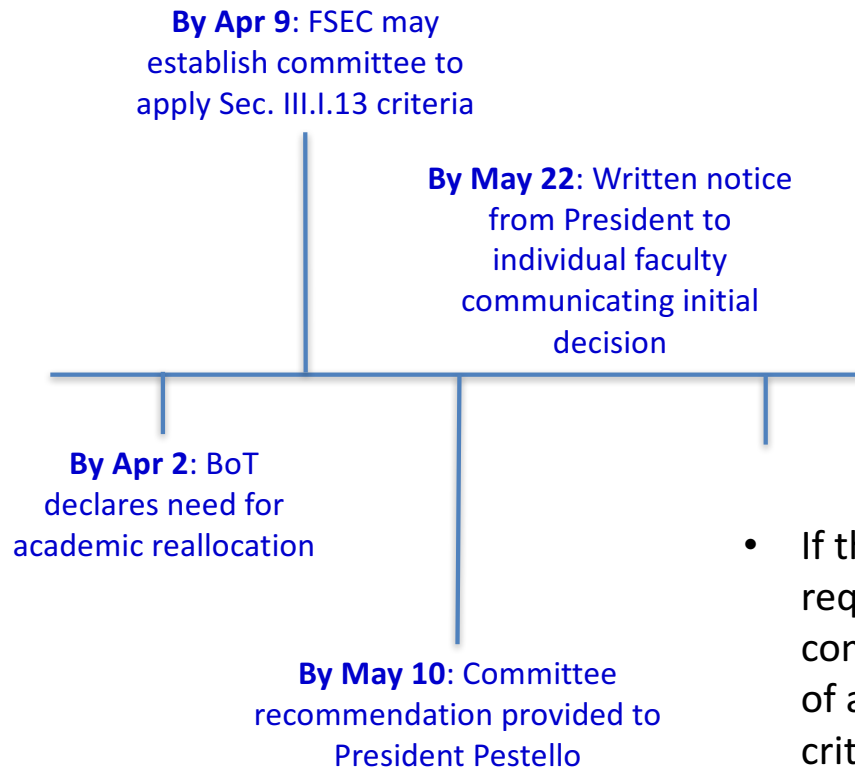 By Apr 9: FSEC may
establish committee to
apply Sec. III.I.13 criteria
By May 22: Written notice
from President to
individual faculty
communicating initial
decision
By Apr 2: BoT
declares need for
academic reallocation
By May 10: Committee
recommendation provided to
President Pestello
• If
of